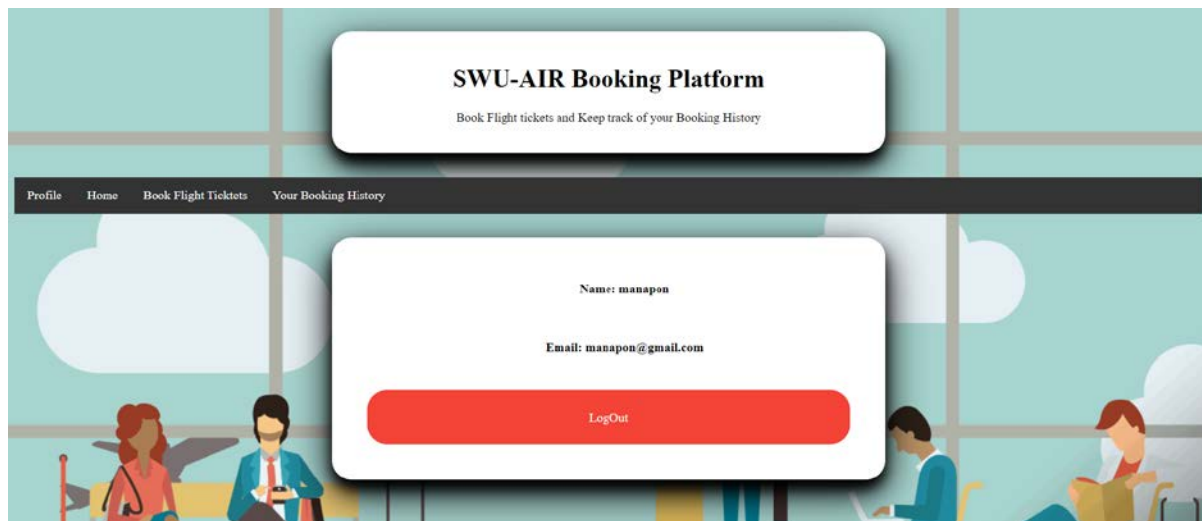 SWU-AIR Booking Platform
Book Flight tickets and Keep track of your Booking History
Profile Home Book Flight Ticktets Your Booking History
Name: manapon
Email: manapon@gmail.com
LogOut